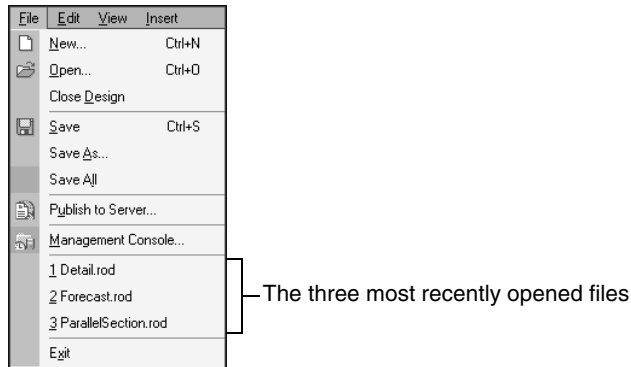 File Edit View Insert
New... Ctrl+N
Open... Ctrl+O
Close Design
Save Ctrl+S
Save As...
Save All
Publish to Server...
Management Console...
1 Detail.rod
2 Forecast.rod
The three most recently opened files
3 ParallelSection.rod
Exit